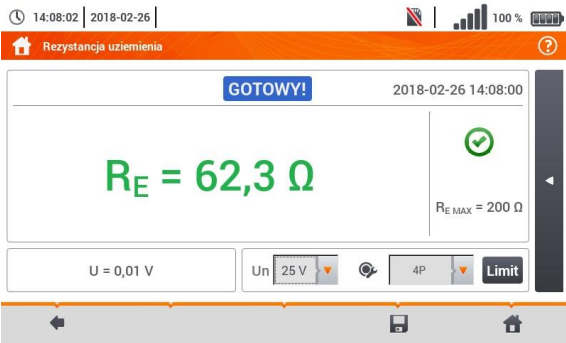 14:08:02 2018-02-26 100 %
Rezystancja uziemienia ?
GOTOWY! 2018-02-26 14:08:00
RE = 62,3 Ω
RE MAX = 200 Ω
U = 0,01 V Un 25 V 4P Limit